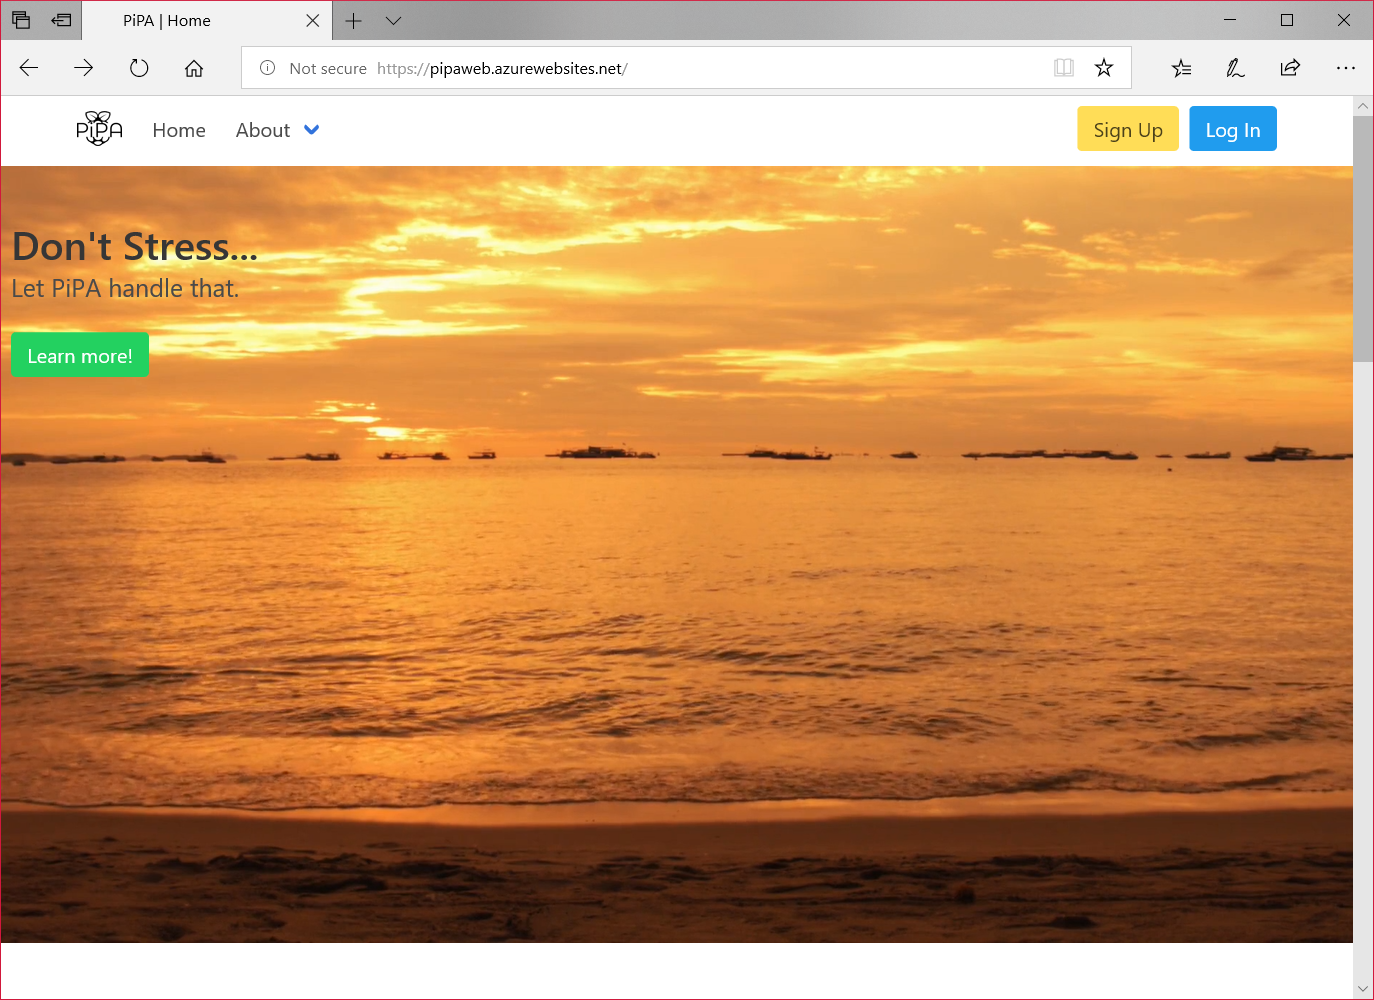 PiPA | Home
Not secure https://pipaweb.azurewebsites.net/
PiPA Home About Sign Up Log In
Don't Stress...
Let PiPA handle that.
Learn more!